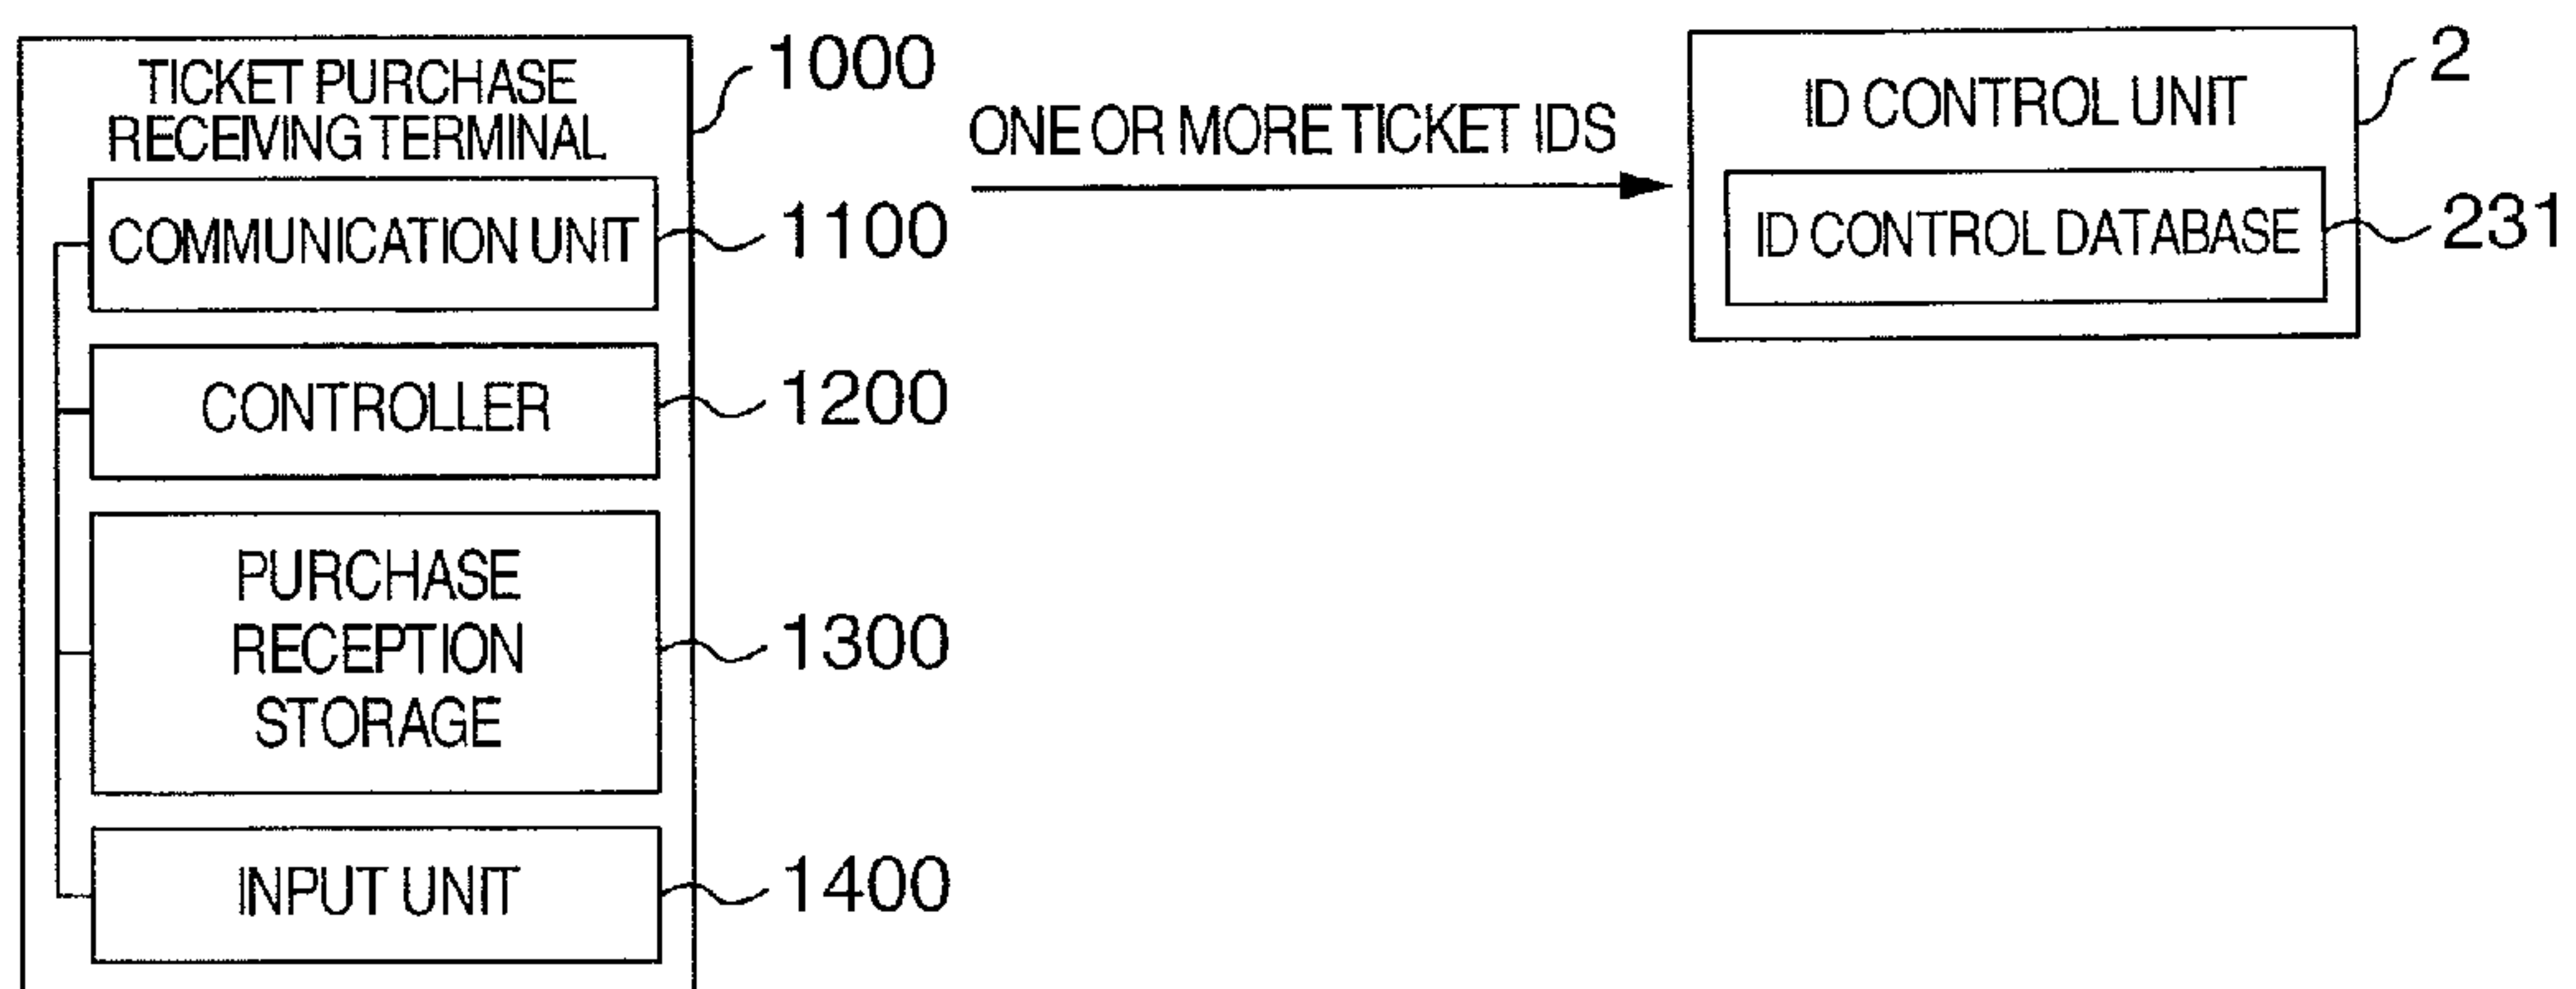 TICKET PURCHASE
RECEIVING TERMINAL
1000
COMMUNICATION UNIT
1100
CONTROLLER
1200
PURCHASE
RECEPTION
STORAGE
1300
INPUT UNIT
1400
ONE OR MORE TICKET IDS
ID CONTROL UNIT
2
ID CONTROL DATABASE
231